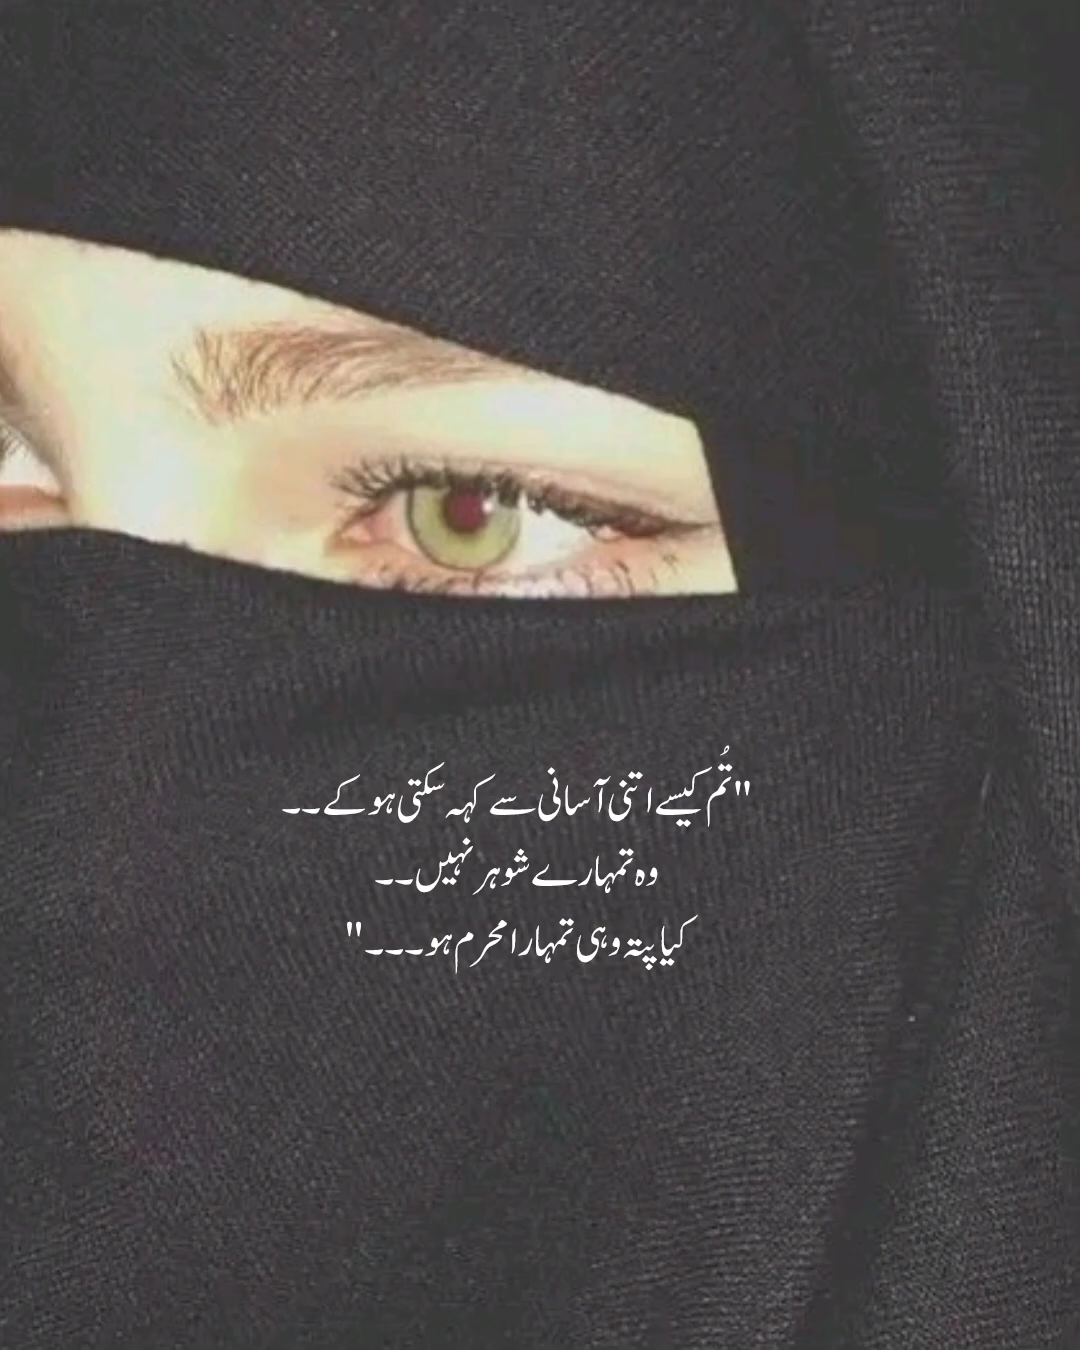 "تُم کیسے اتنی آسانی سے کہہ سکتی ہو کے۔۔
وہ تمہارے شوہر نہیں۔۔
کیا پتہ وہی تمہارا محرم ہو۔۔۔"